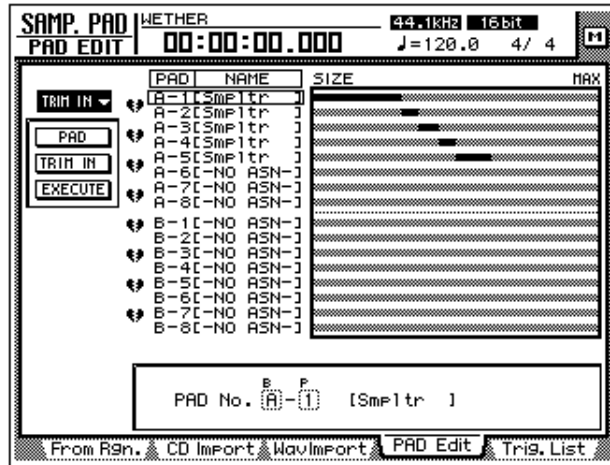 SAMP. PAD
PAD EDIT
WETHER
00:00:00.000
44.1kHz 16bit
♩=120.0 4/ 4
M
PAD NAME SIZE MAX
TRIM IN
PAD
TRIM IN
EXECUTE
A-1[Smpltr ]
A-2[Smpltr ]
A-3[Smpltr ]
A-4[Smpltr ]
A-5[Smpltr ]
A-6[-NO ASN-]
A-7[-NO ASN-]
A-8[-NO ASN-]
B-1[-NO ASN-]
B-2[-NO ASN-]
B-3[-NO ASN-]
B-4[-NO ASN-]
B-5[-NO ASN-]
B-6[-NO ASN-]
B-7[-NO ASN-]
B-8[-NO ASN-]
B P
PAD No. A-1 [Smpltr ]
From Rgn. CD Import WavImport PAD Edit Trig. List